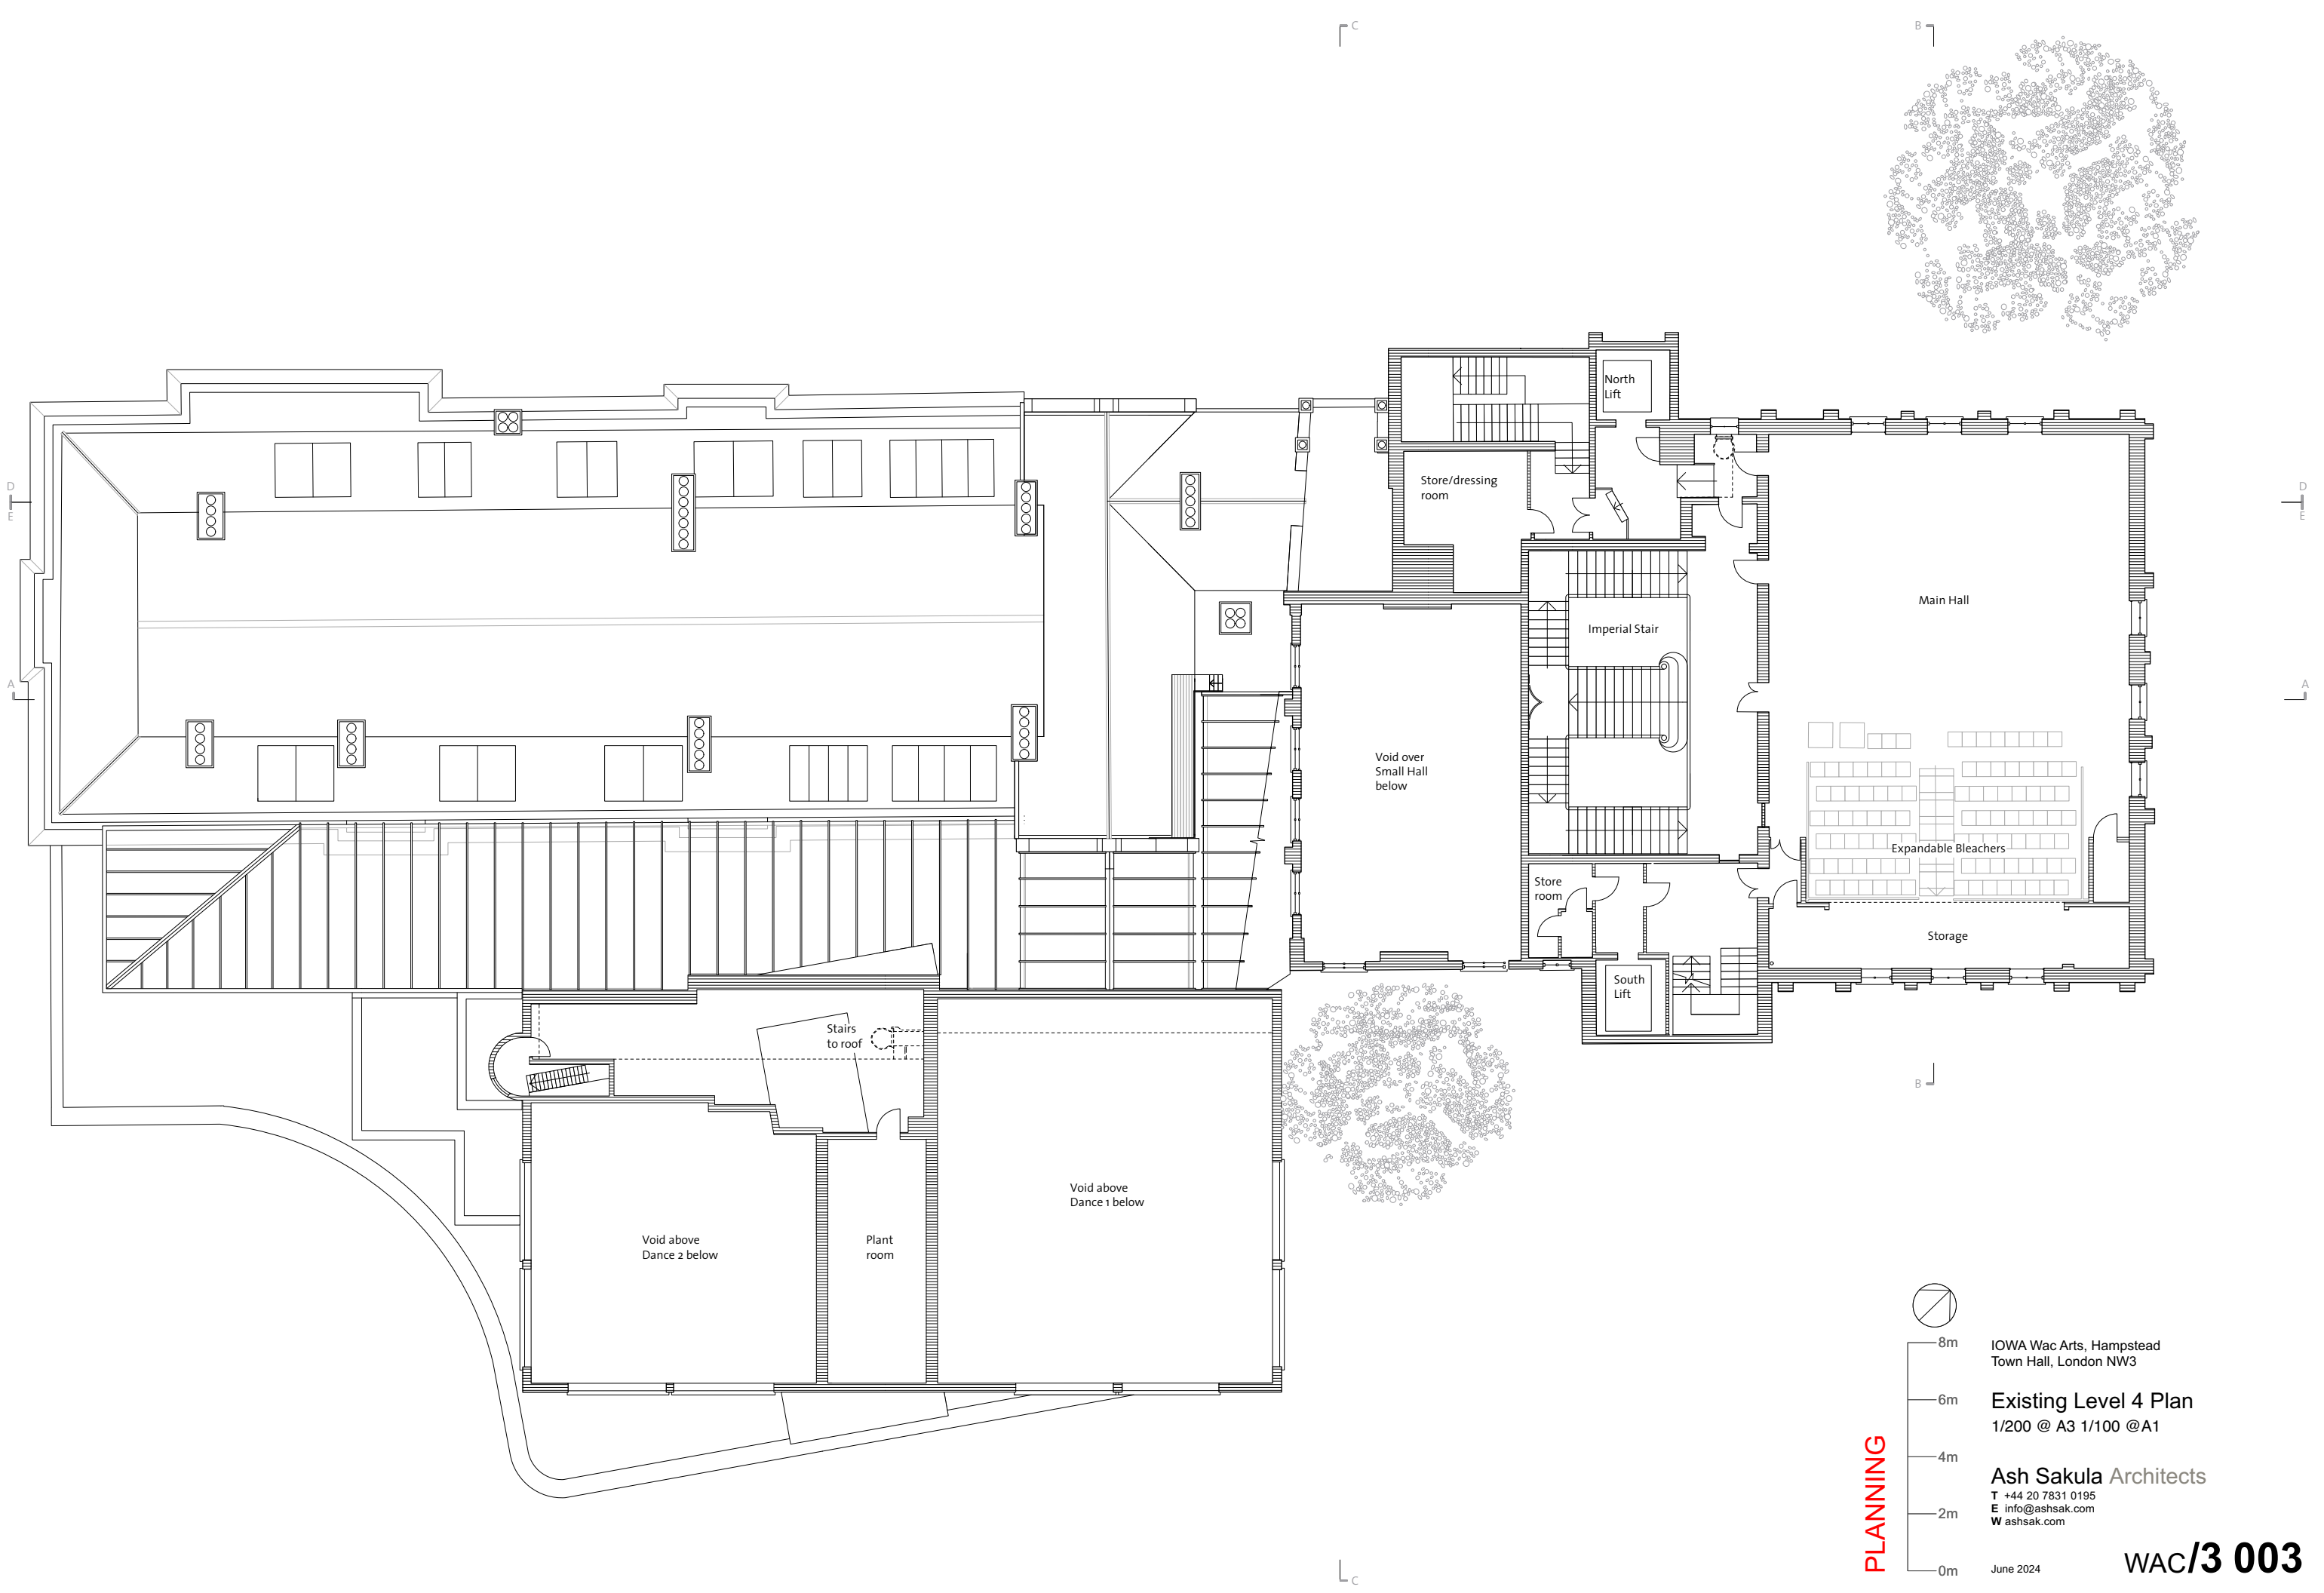 C
B
North
Lift
D
E
Store/dressing
room
D
E
Main Hall
Imperial Stair
A
A
Void over
Small Hall
below
Expandable Bleachers
Store
room
Storage
South
Lift
Stairs
to roof
B
Void above
Dance 1 below
Void above
Dance 2 below
Plant
room
8m
6m
4m
2m
0m
PLANNING
IOWA Wac Arts, Hampstead
Town Hall, London NW3
Existing Level 4 Plan
1/200 @ A3 1/100 @A1
Ash Sakula Architects
T +44 20 7831 0195
E info@ashsak.com
W ashsak.com
June 2024
WAC/3 003
C